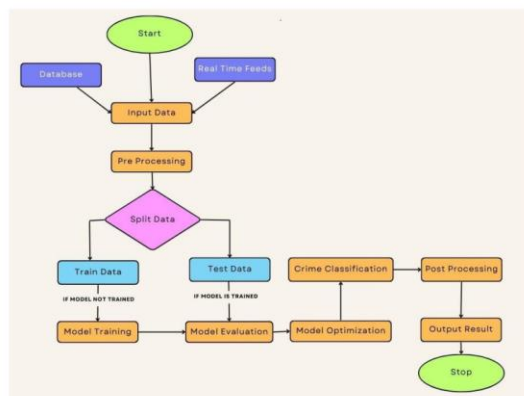 Start
Database
Real Time Feeds
Input Data
Pre Processing
Split Data
Train Data
Test Data
IF MODEL NOT TRAINED
IF MODEL IS TRAINED
Crime Classification
Post Processing
Model Training
Model Evaluation
Model Optimization
Output Result
Stop